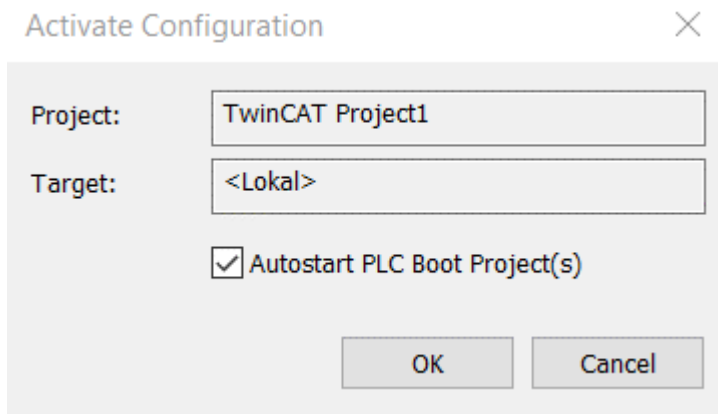 Activate Configuration
Project: TwinCAT Project1
Target: <Lokal>
Autostart PLC Boot Project(s)
OK Cancel